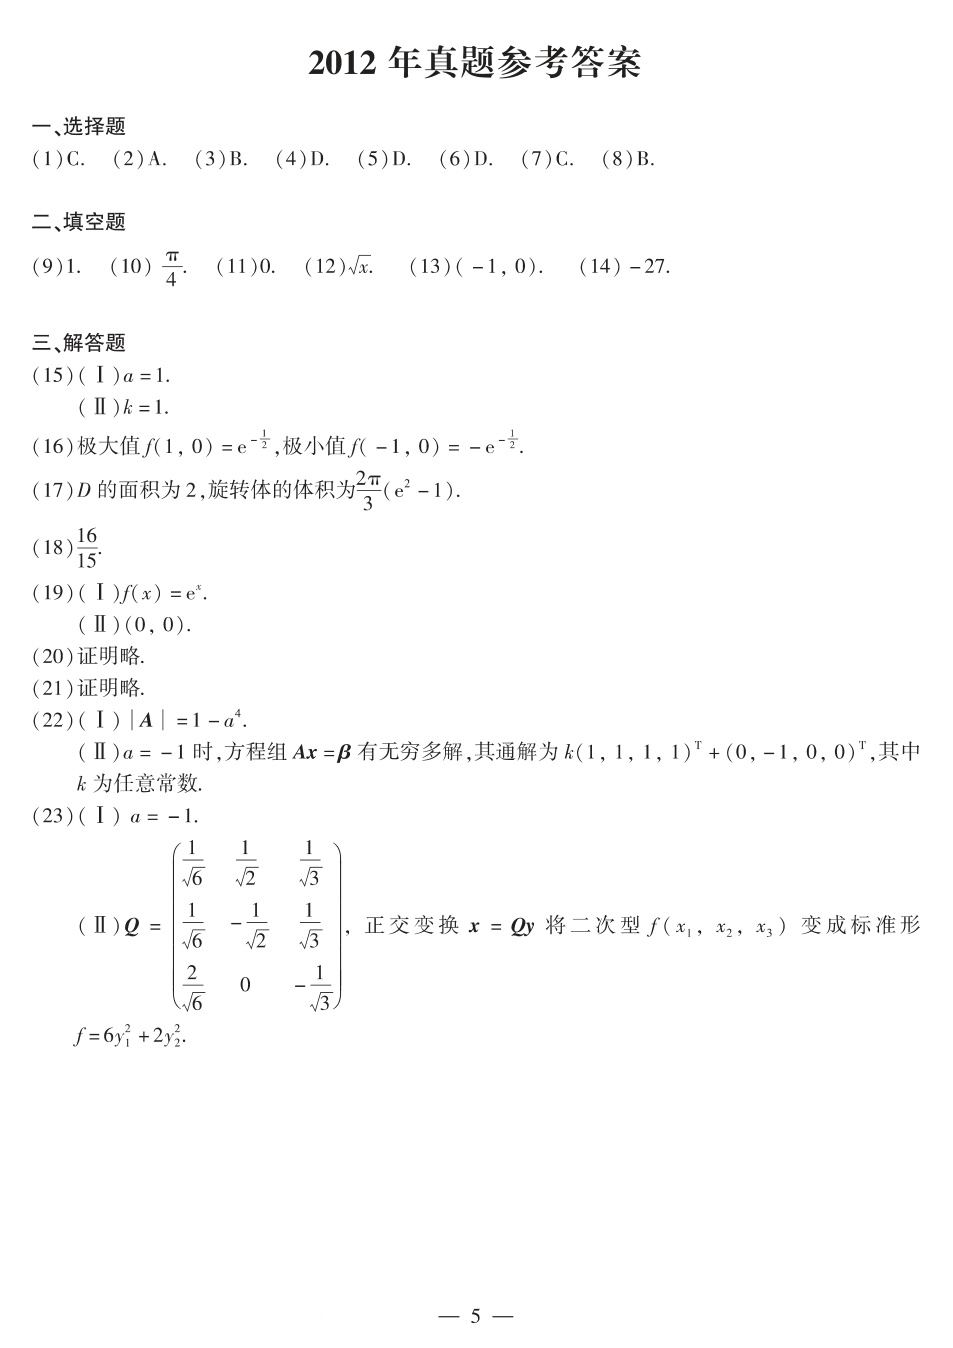 2012 年真题参考答案
一、选择题
(1)C. (2)A. (3)B. (4)D. (5)D. (6)D. (7)C. (8)B.
二、填空题
(9)1. (10) π/4. (11)0. (12)√x. (13)( −1, 0). (14) −27.
三、解答题
(15)(Ⅰ)a =1.
(Ⅱ)k =1.
(16)极大值 f(1, 0) = e^{−1/2},极小值 f( −1, 0) = −e^{−1/2}.
(17)D 的面积为 2,旋转体的体积为 2π/3 (e² −1).
(18) 16/15.
(19)(Ⅰ)f(x) = eˣ.
(Ⅱ)(0, 0).
(20)证明略.
(21)证明略.
(22)(Ⅰ)|A| =1 −a⁴.
(Ⅱ)a = −1 时,方程组 Ax =β 有无穷多解,其通解为 k(1, 1, 1, 1)ᵀ +(0, −1, 0, 0)ᵀ,其中
k 为任意常数.
(23)(Ⅰ) a = −1.
(Ⅱ)Q = ( 1/√6 1/√2 1/√3 ; 1/√6 −1/√2 1/√3 ; 2/√6 0 −1/√3 ), 正交变换 x = Qy 将二次型 f(x₁, x₂, x₃) 变成标准形
f =6y₁² +2y₂².
— 5 —